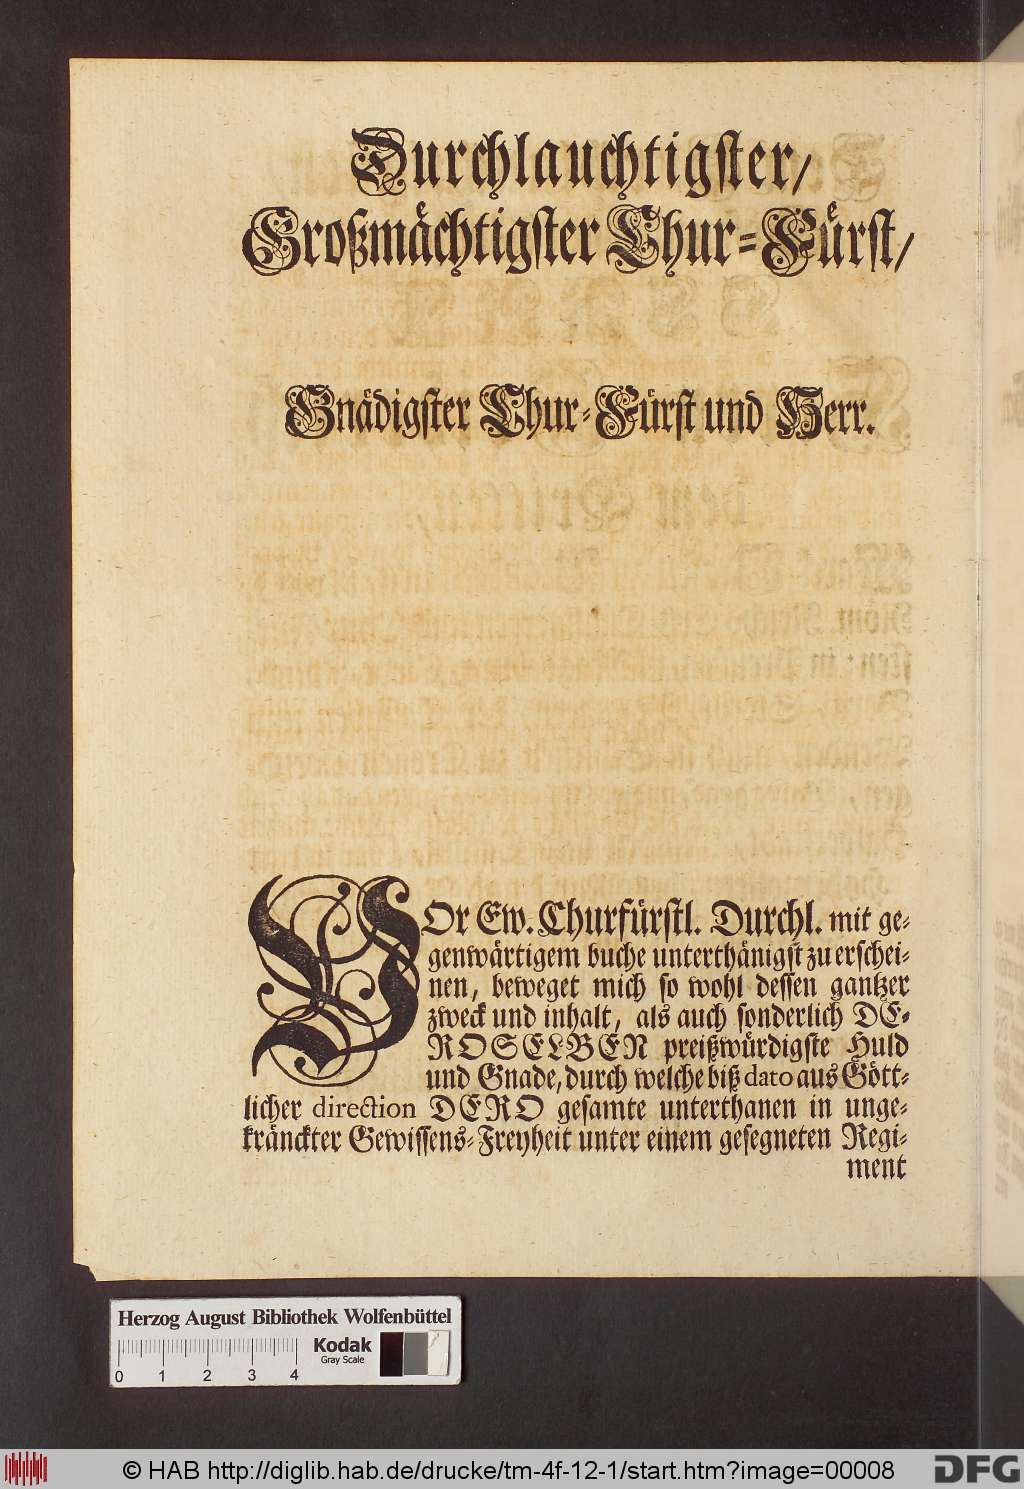 Durchlauchtigster/
Großmächtigster Chur-Fürst/
Gnädigster Chur-Fürst und Herr.
VOr Ew. Churfürstl. Durchl. mit ge-
genwärtigem buche unterthänigst zu erschei-
nen, beweget mich so wohl dessen gantzer
zweck und inhalt, als auch sonderlich DE-
ROSELBEN preißwürdigste Huld
und Gnade, durch welche biß dato aus Gött-
licher direction DERO gesamte unterthanen in unge-
kränckter Gewissens-Freyheit unter einem gesegneten Regi-
ment
Herzog August Bibliothek Wolfenbüttel
Kodak
Gray Scale
0 1 2 3 4
© HAB http://diglib.hab.de/drucke/tm-4f-12-1/start.htm?image=00008
DFG